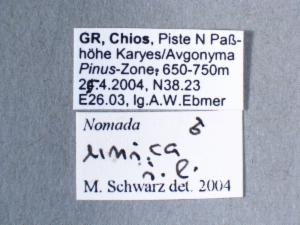 GR, Chios, Piste N Paß-
höhe Karyes/Avgonyma
Pinus-Zone, 650-750m
4.2004, N38.23
E26.03, lg.A.W.Ebmer
Nomada ♂
unica
i. l.
M. Schwarz det. 2004